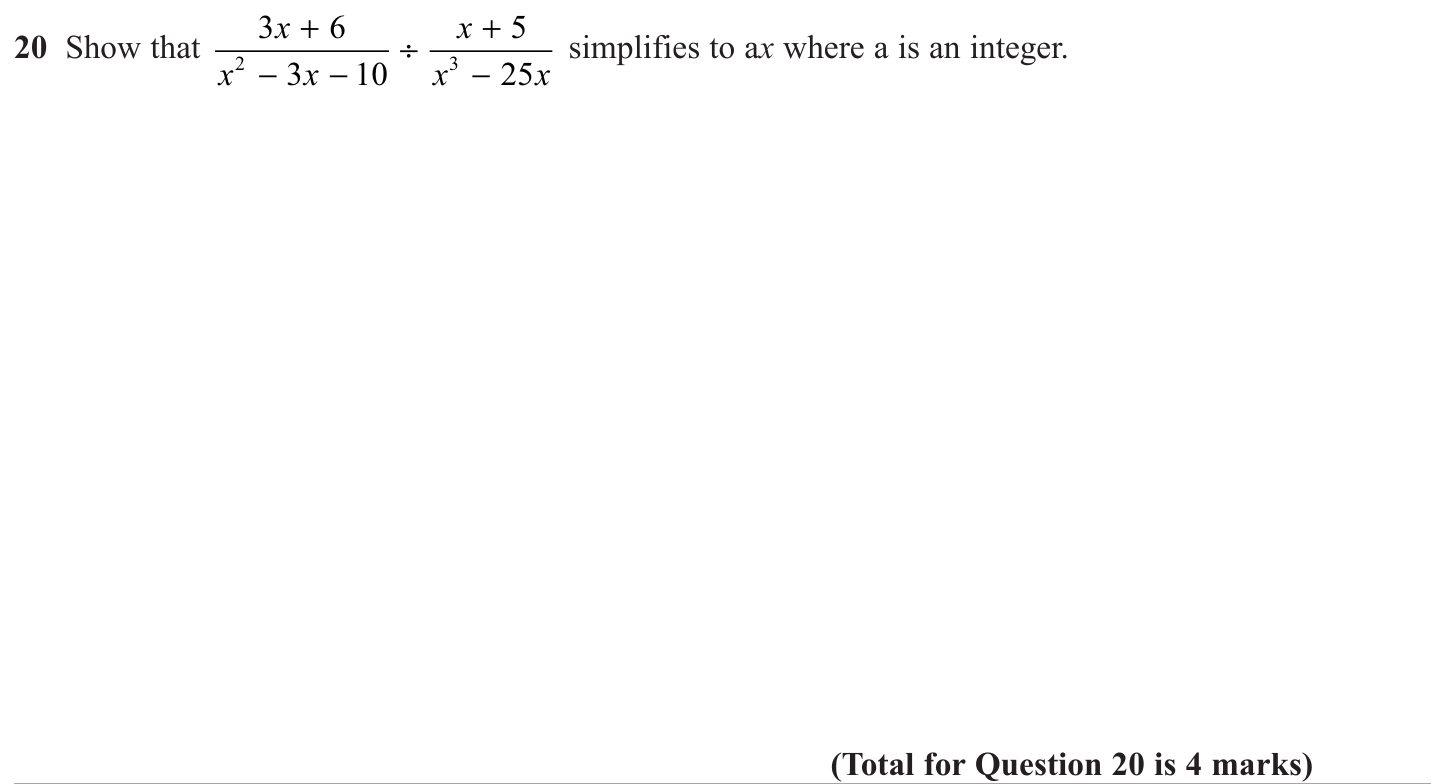 20 Show that \frac{3x + 6}{x^2 - 3x - 10} ÷ \frac{x + 5}{x^3 - 25x} simplifies to ax where a is an integer.
(Total for Question 20 is 4 marks)